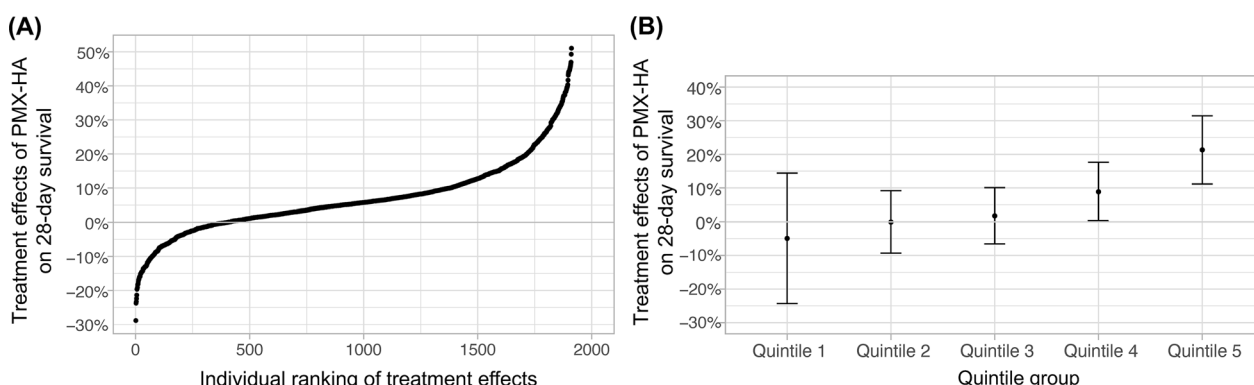 (A)
Treatment effects of PMX-HA
on 28-day survival
50%
40%
30%
20%
10%
0%
−10%
−20%
−30%
0
500
1000
1500
2000
Individual ranking of treatment effects
(B)
Treatment effects of PMX-HA
on 28-day survival
40%
30%
20%
10%
0%
−10%
−20%
−30%
Quintile 1
Quintile 2
Quintile 3
Quintile 4
Quintile 5
Quintile group